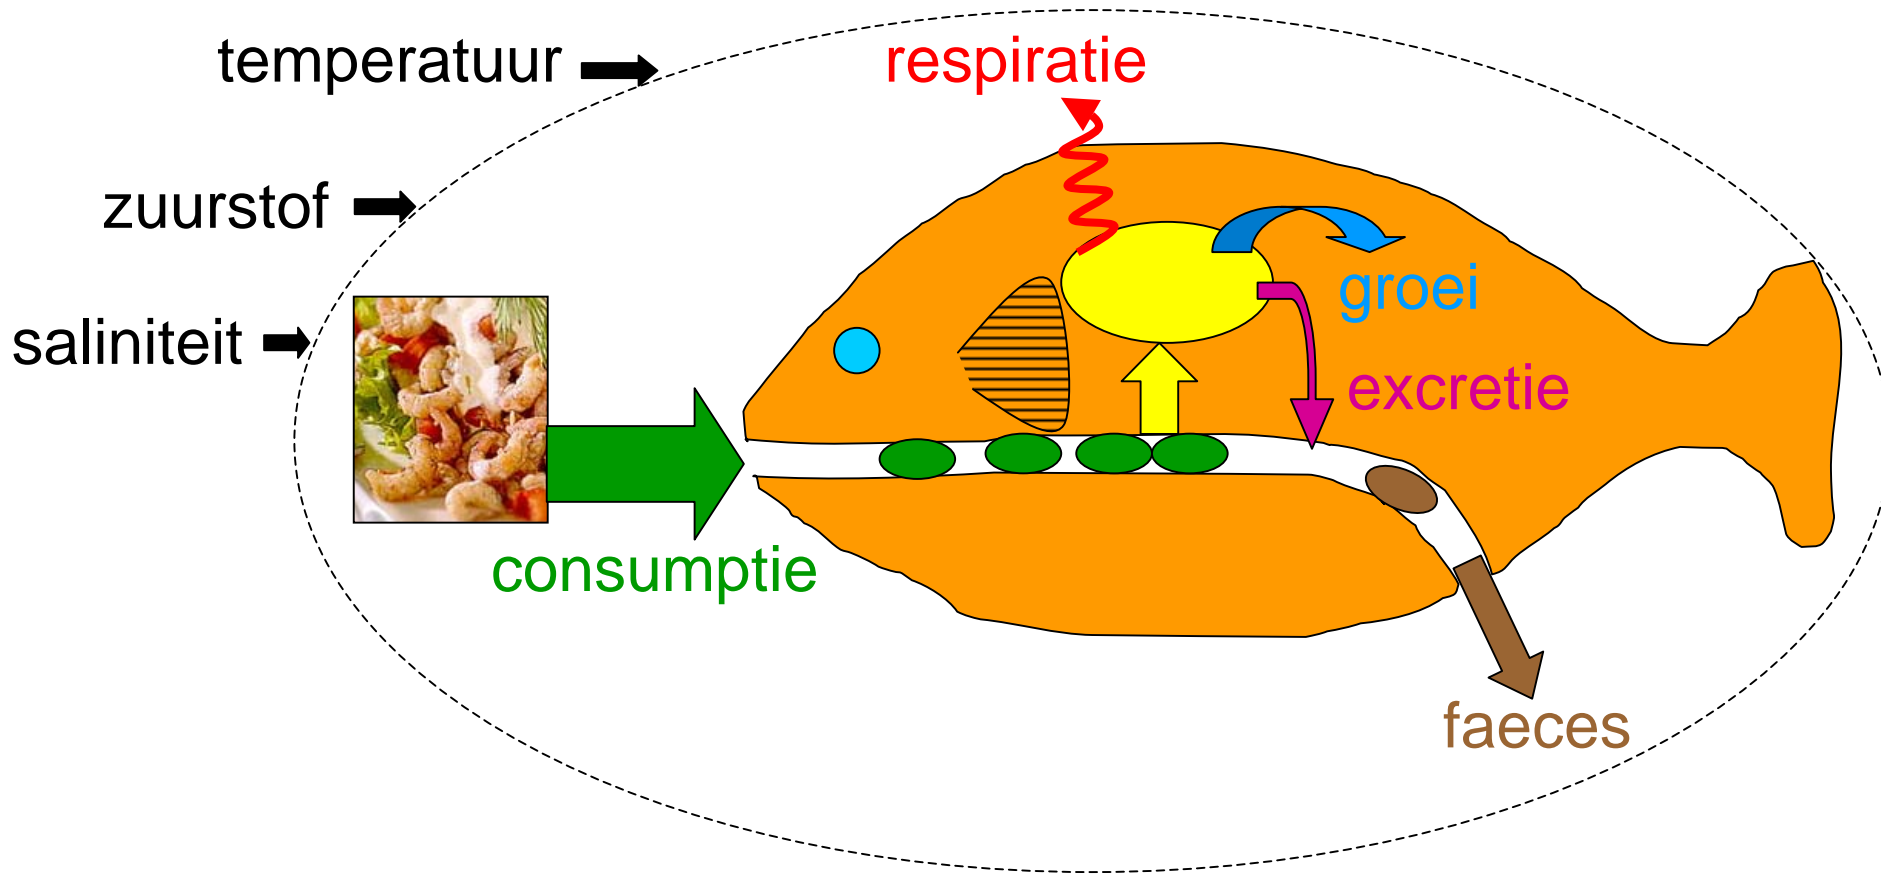 temperatuur
respiratie
zuurstof
groei
saliniteit
excretie
consumptie
faeces